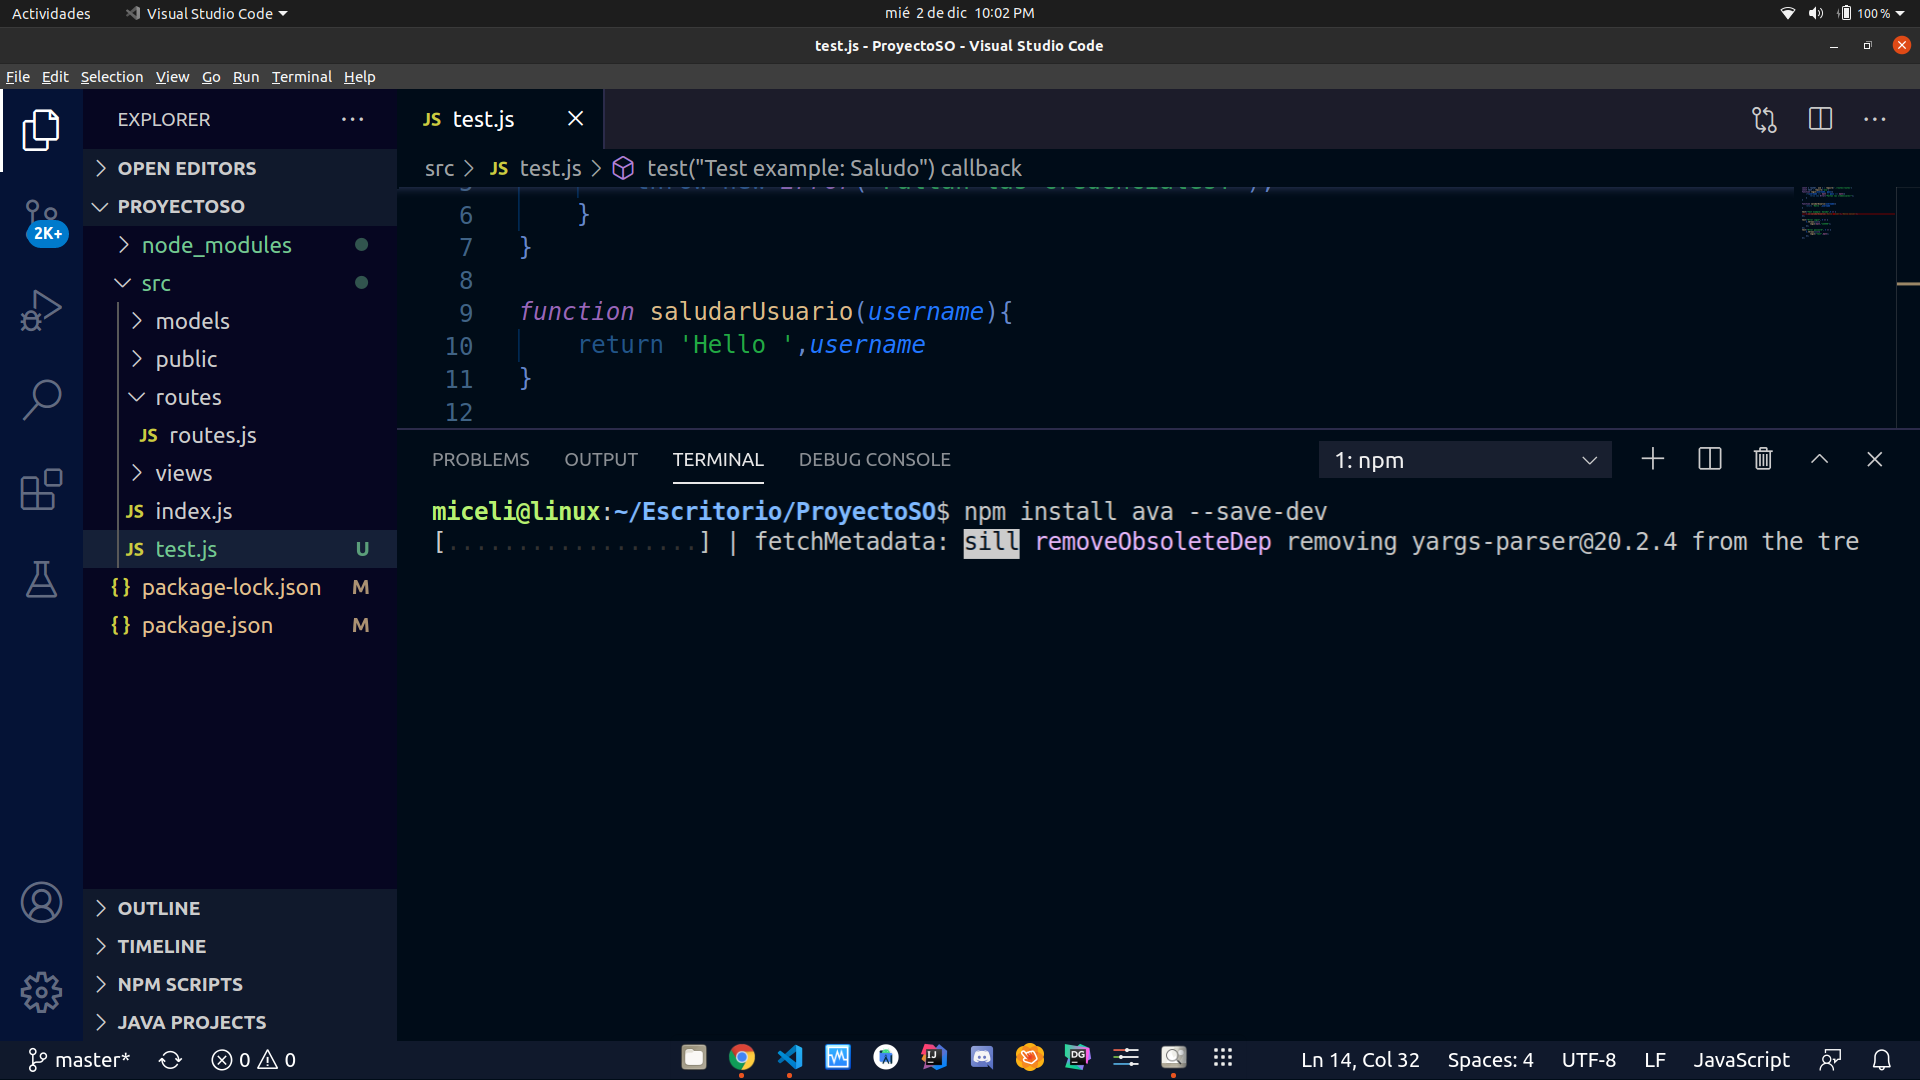 Actividades Visual Studio Code mié 2 de dic 10:02 PM 100 %
test.js - ProyectoSO - Visual Studio Code
File Edit Selection View Go Run Terminal Help
EXPLORER
OPEN EDITORS
PROYECTOSO
2K+
node_modules
src
models
public
routes
JS routes.js
views
JS index.js
JS test.js U
{} package-lock.json M
{} package.json M
OUTLINE
TIMELINE
NPM SCRIPTS
JAVA PROJECTS
JS test.js
src > JS test.js > test("Test example: Saludo") callback
6 }
7 }
8
9 function saludarUsuario(username){
10 return 'Hello ',username
11 }
12
PROBLEMS OUTPUT TERMINAL DEBUG CONSOLE 1: npm
miceli@linux:~/Escritorio/ProyectoSO$ npm install ava --save-dev
[..................] | fetchMetadata: sill removeObsoleteDep removing yargs-parser@20.2.4 from the tre
master* 0 0 Ln 14, Col 32 Spaces: 4 UTF-8 LF JavaScript